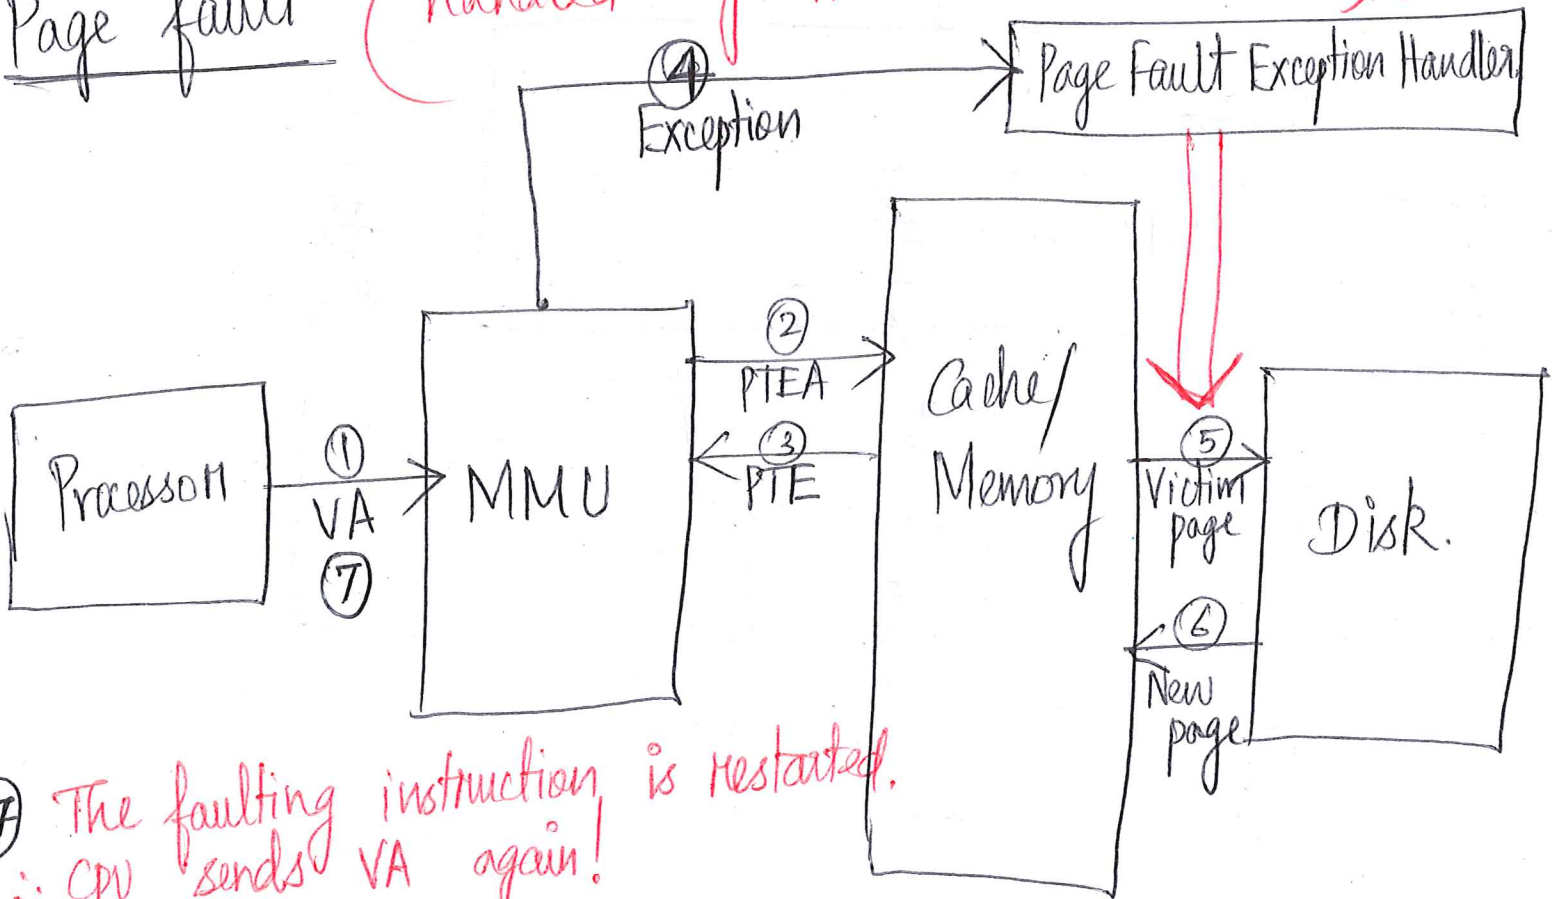 Page fault
④
Exception
Page Fault Exception Handler
②
PTEA
③
PTE
Cache/
Memory
Processor
①
VA
⑦
MMU
⑤
Victim
page
Disk.
⑥
New
page
⑦ The faulting instruction is restarted.
∴ CPU sends VA again!